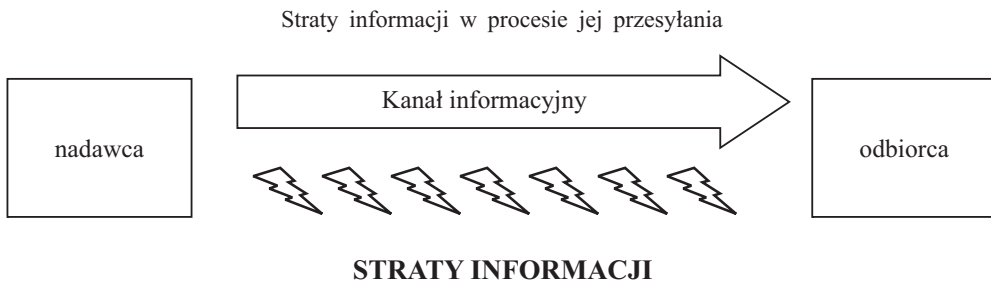 Straty informacji w procesie jej przesyłania
Kanał informacyjny
nadawca
odbiorca
STRATY INFORMACJI